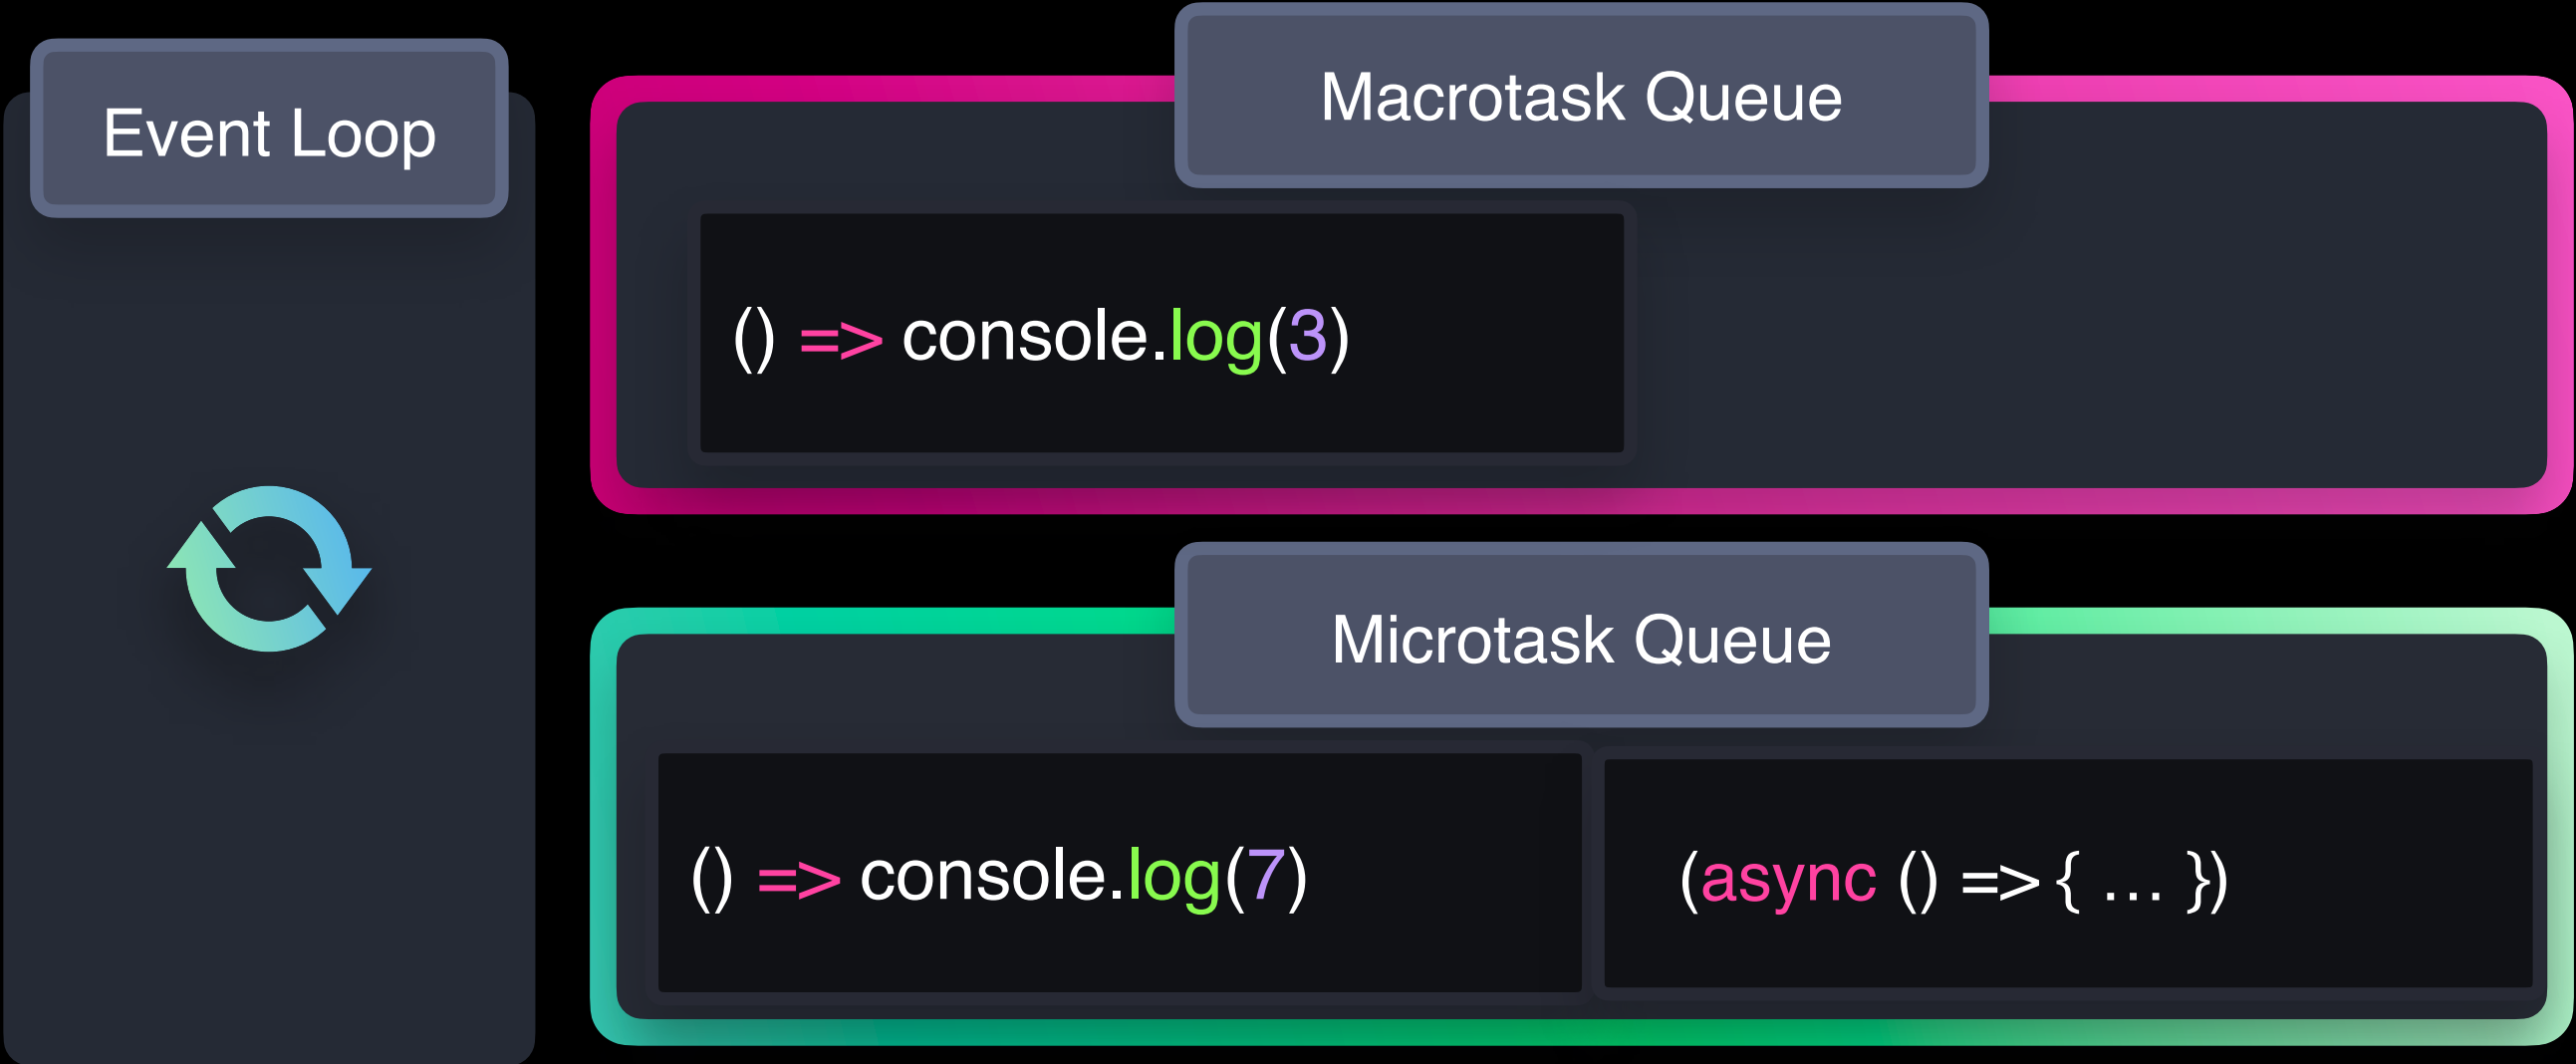 Event Loop
Macrotask Queue
() => console.log(3)
Microtask Queue
() => console.log(7)
(async () => { ... })